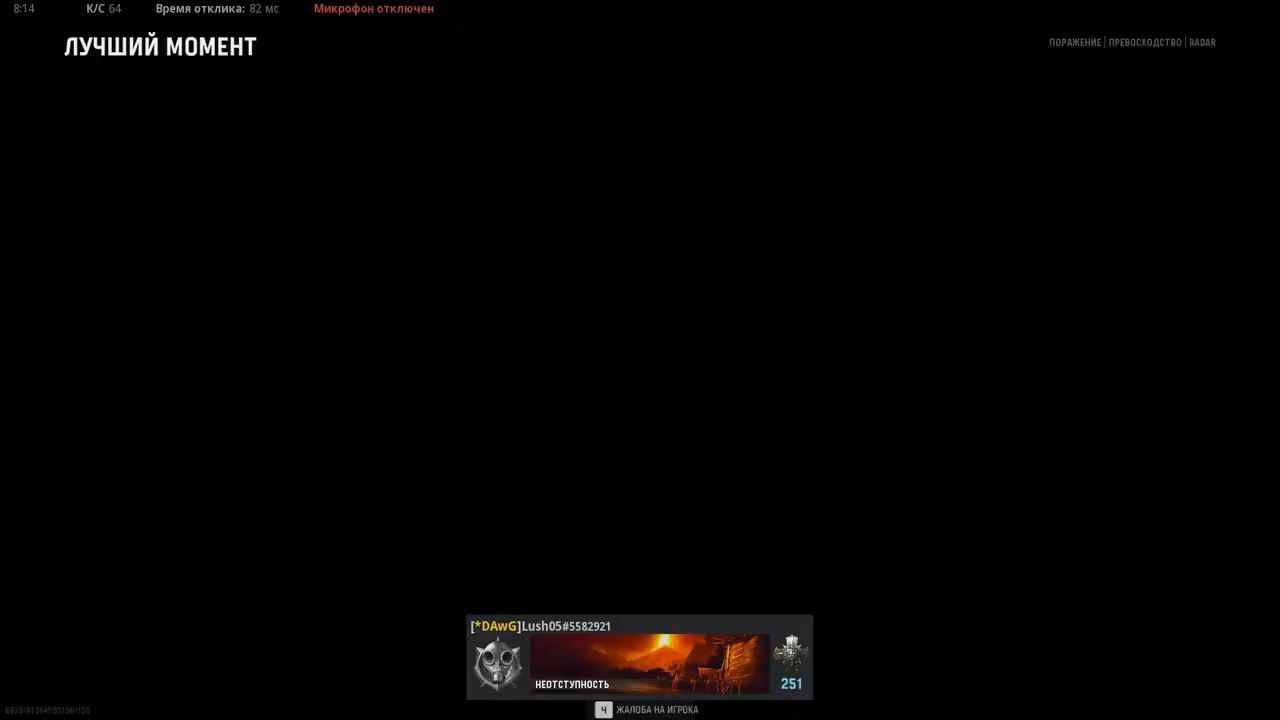 8:14 К/С 64 Время отклика: 82 мс Микрофон отключен
ЛУЧШИЙ МОМЕНТ
ПОРАЖЕНИЕ | ПРЕВОСХОДСТВО | RADAR
[*DAwG]Lush05#5582921
НЕОТСТУПНОСТЬ
251
Ч ЖАЛОБА НА ИГРОКА